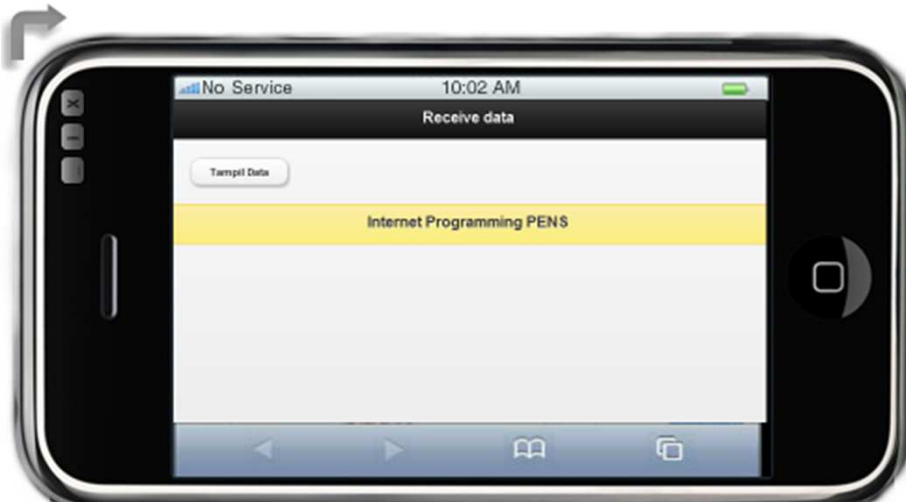 No Service 10:02 AM
Receive data
Tampil Data
Internet Programming PENS